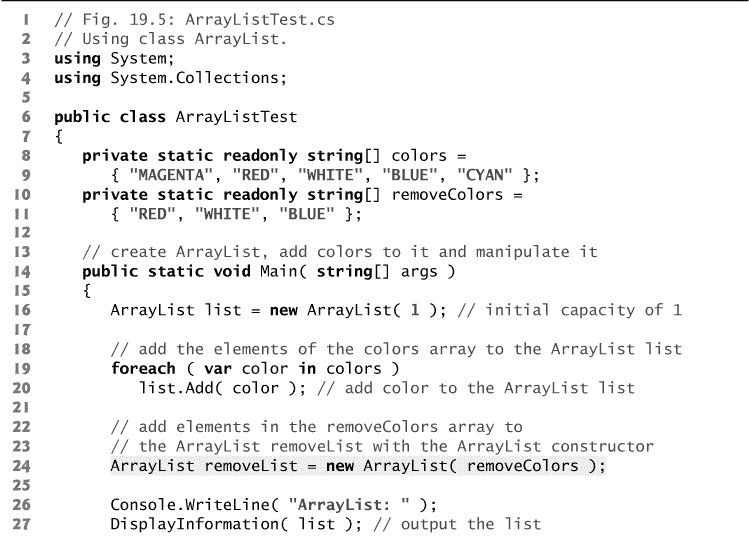 1 // Fig. 19.5: ArrayListTest.cs
2 // Using class ArrayList.
3 using System;
4 using System.Collections;
5
6 public class ArrayListTest
7 {
8 private static readonly string[] colors =
9 { "MAGENTA", "RED", "WHITE", "BLUE", "CYAN" };
10 private static readonly string[] removeColors =
11 { "RED", "WHITE", "BLUE" };
12
13 // create ArrayList, add colors to it and manipulate it
14 public static void Main( string[] args )
15 {
16 ArrayList list = new ArrayList( 1 ); // initial capacity of 1
17
18 // add the elements of the colors array to the ArrayList list
19 foreach ( var color in colors )
20 list.Add( color ); // add color to the ArrayList list
21
22 // add elements in the removeColors array to
23 // the ArrayList removeList with the ArrayList constructor
24 ArrayList removeList = new ArrayList( removeColors );
25
26 Console.WriteLine( "ArrayList: " );
27 DisplayInformation( list ); // output the list